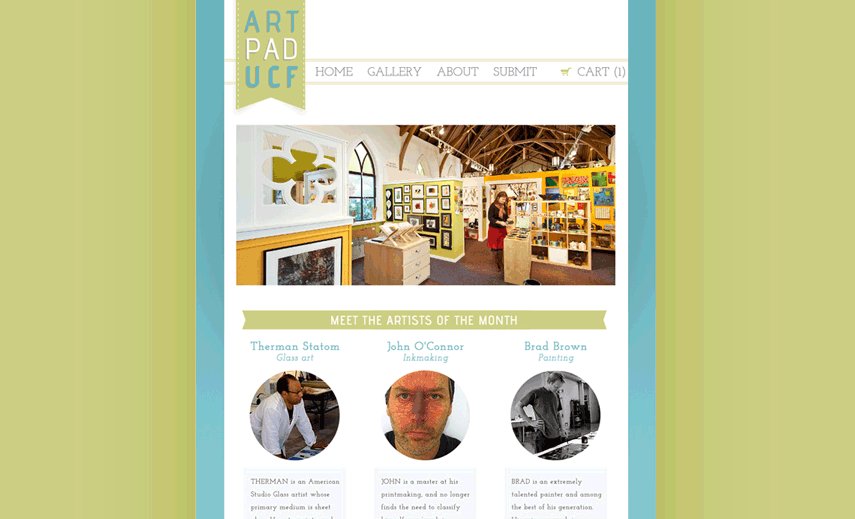 ART
PAD
UCF
HOME GALLERY ABOUT SUBMIT CART (1)
MEET THE ARTISTS OF THE MONTH
Therman Statom
Glass art
John O'Connor
Inkmaking
Brad Brown
Painting
THERMAN is an American
Studio Glass artist whose
primary medium is sheet
JOHN is a master at his
printmaking, and no longer
finds the need to classify
BRAD is an extremely
talented painter and among
the best of his generation.